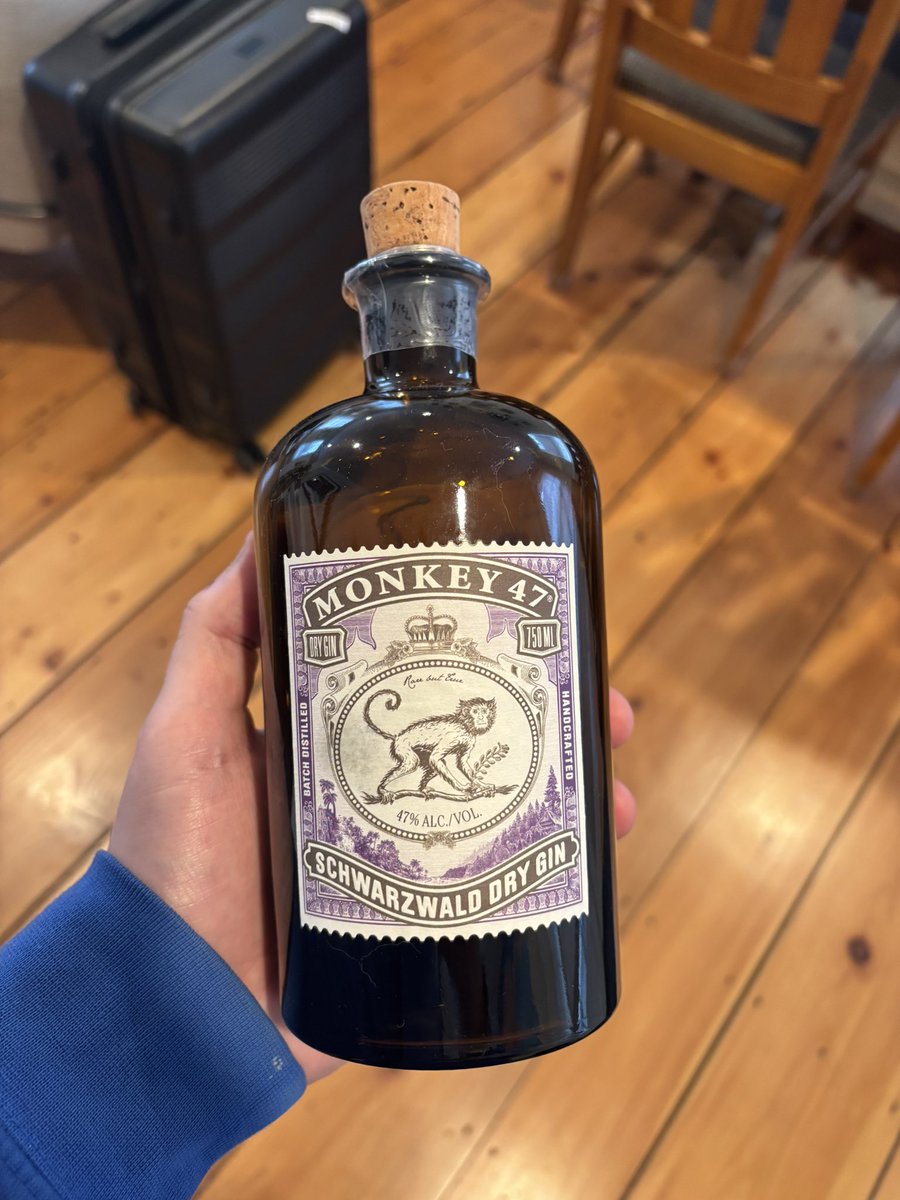 MONKEY 47®
DRY GIN
750 ML
Rare but True
BATCH DISTILLED
HANDCRAFTED
47% ALC./VOL.
SCHWARZWALD DRY GIN